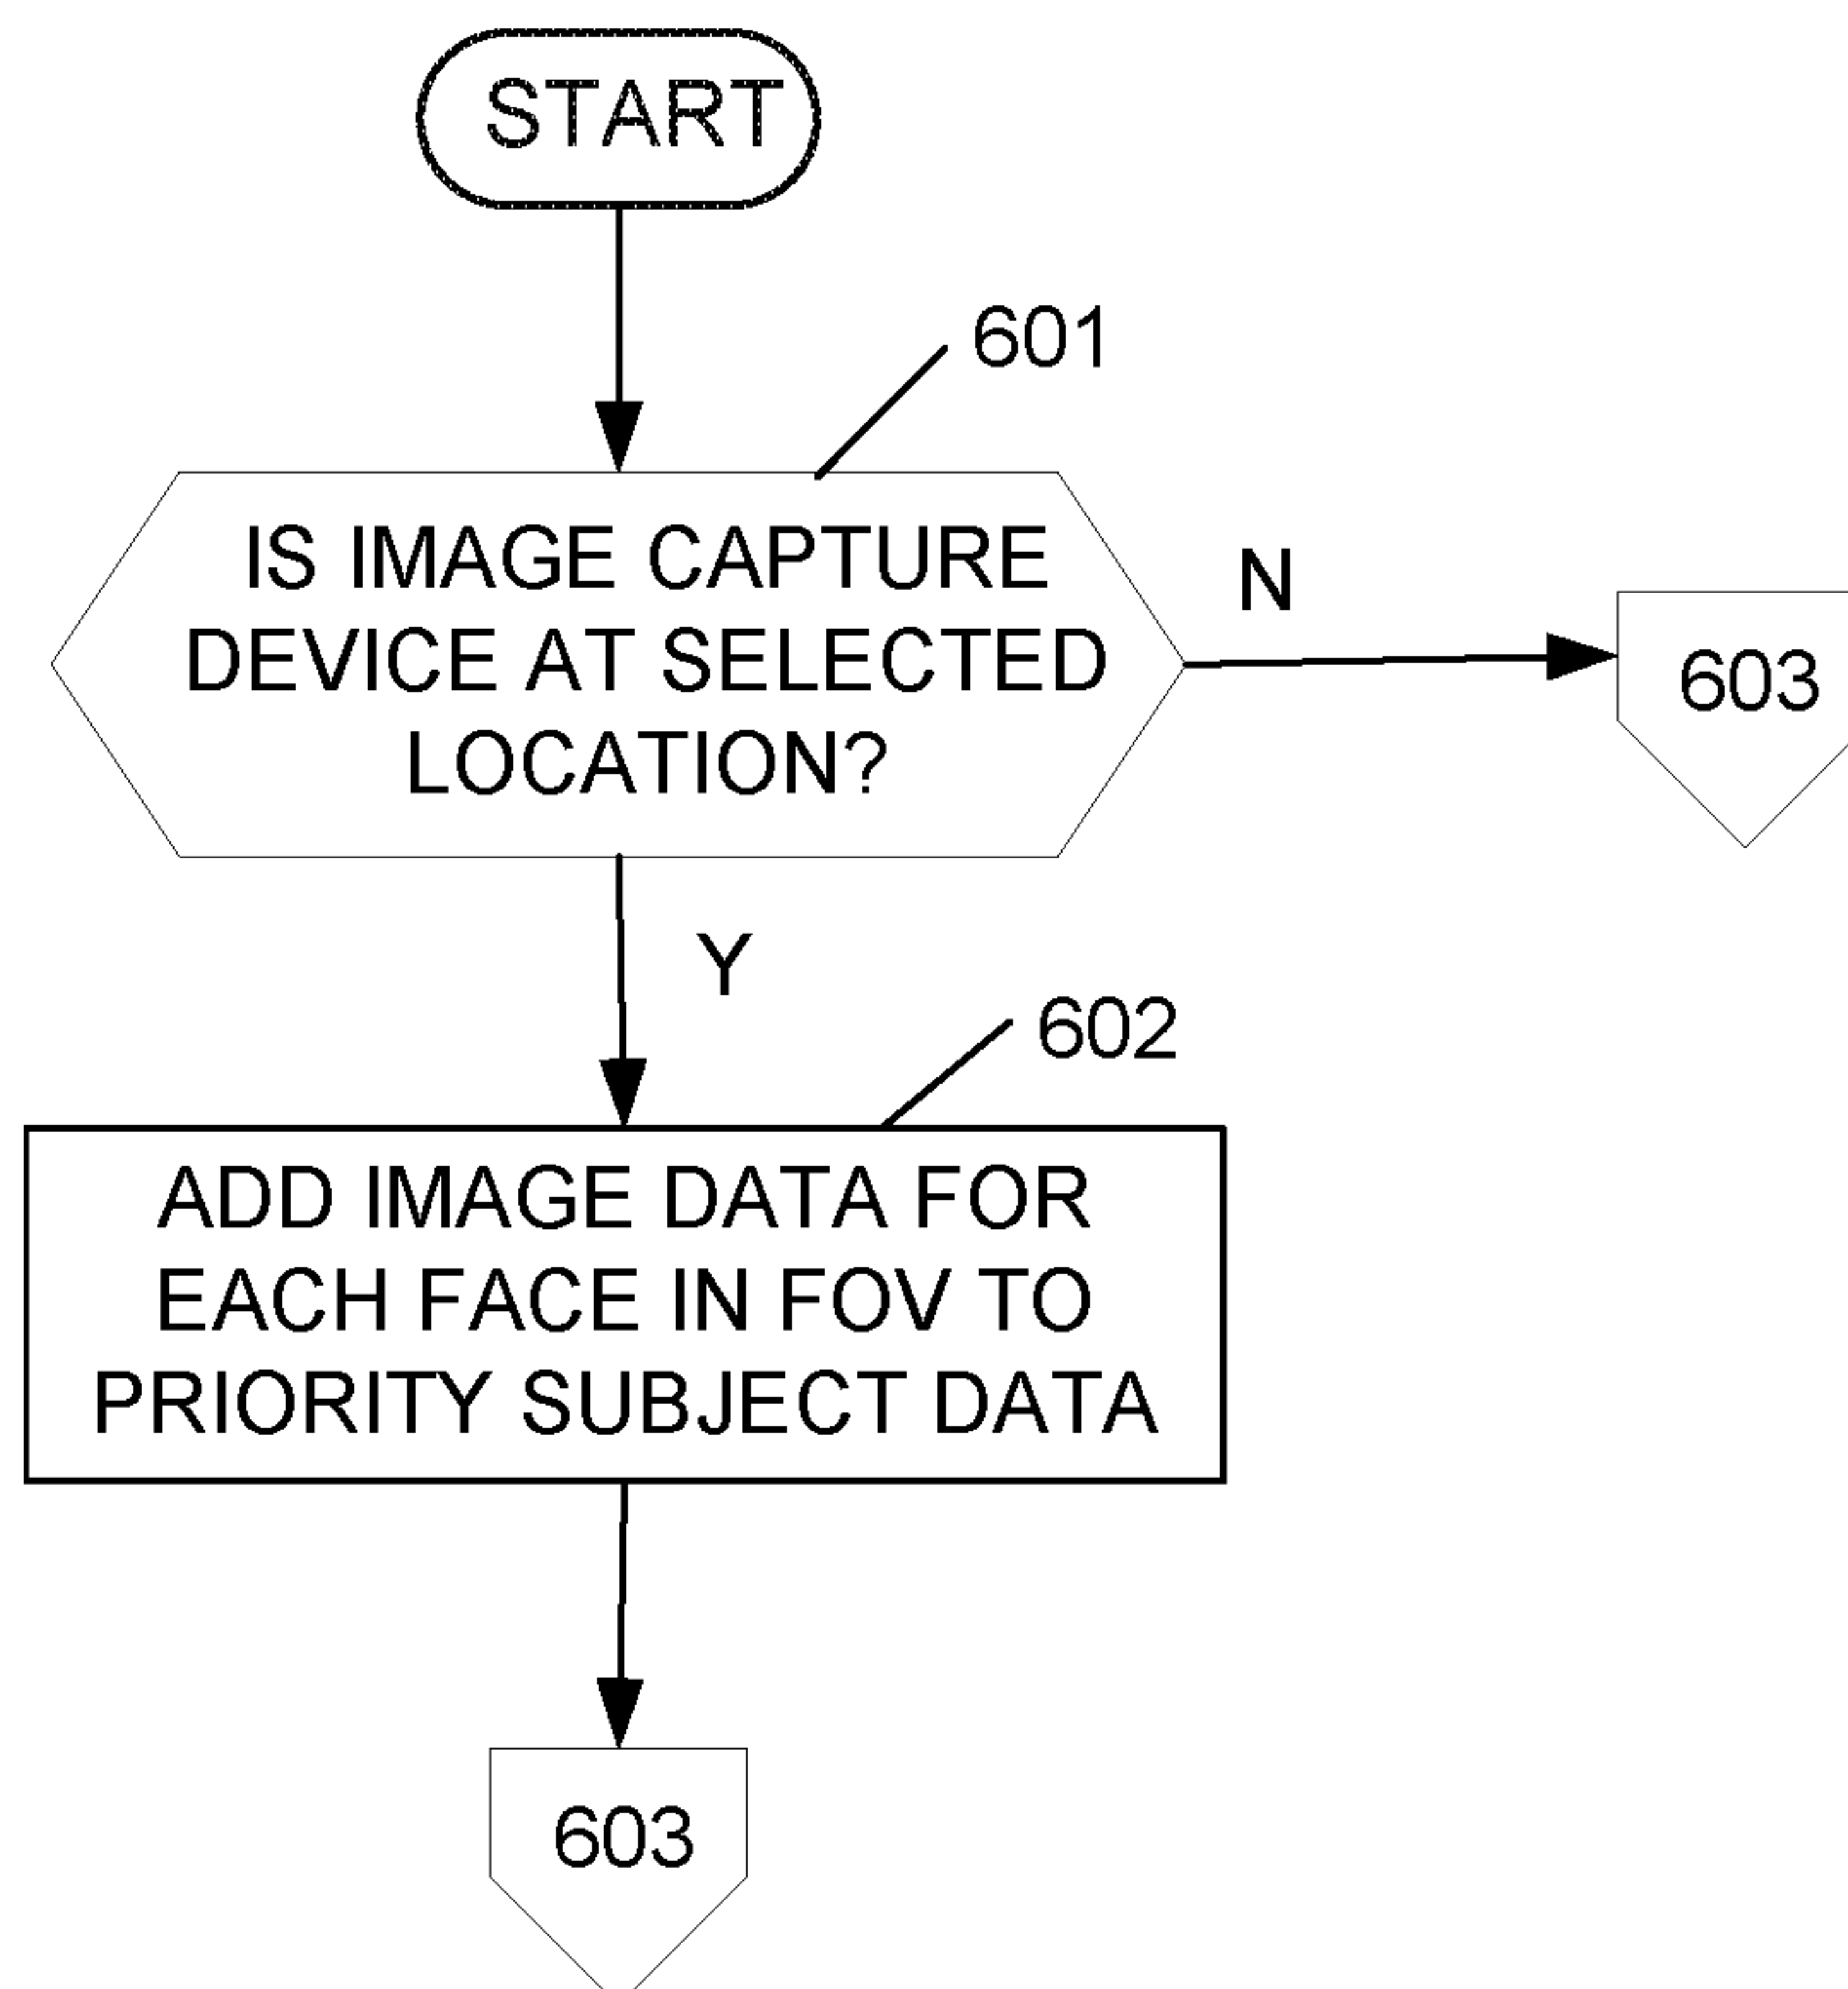 START
601
IS IMAGE CAPTURE
DEVICE AT SELECTED
LOCATION?
N
603
Y
602
ADD IMAGE DATA FOR
EACH FACE IN FOV TO
PRIORITY SUBJECT DATA
603